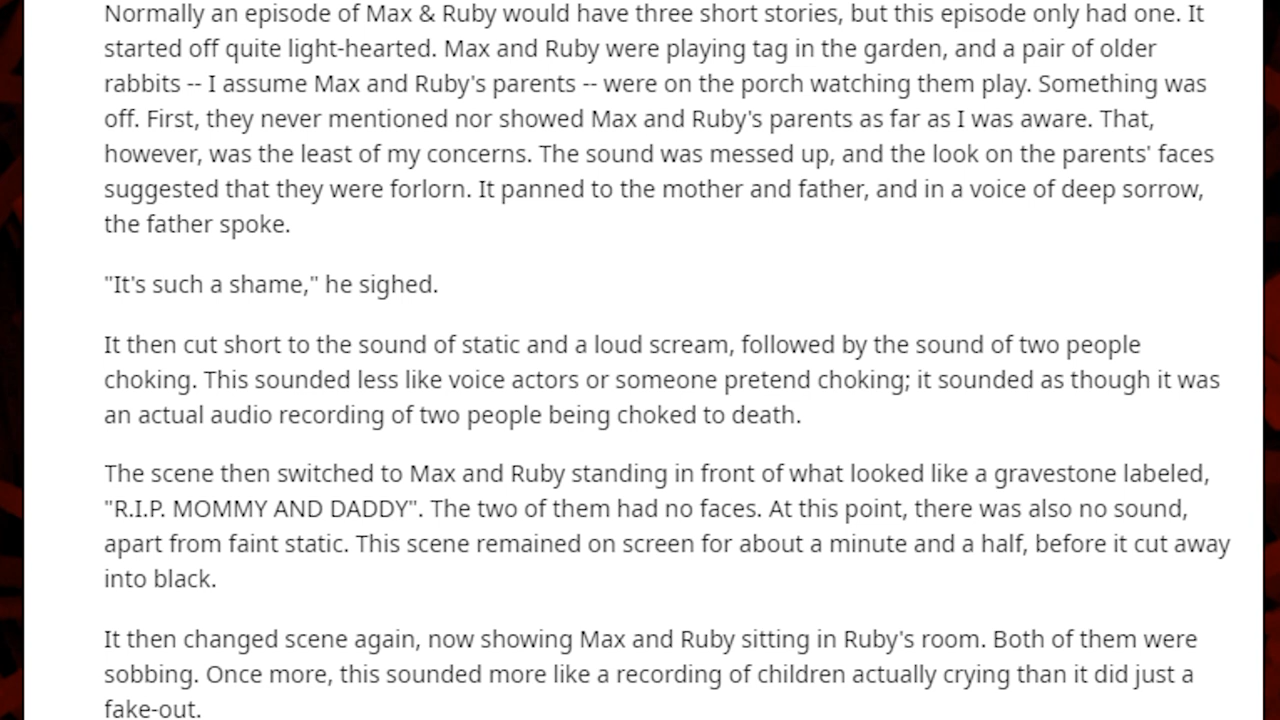 Normally an episode of Max & Ruby would have three short stories, but this episode only had one. It
started off quite light-hearted. Max and Ruby were playing tag in the garden, and a pair of older
rabbits -- I assume Max and Ruby's parents -- were on the porch watching them play. Something was
off. First, they never mentioned nor showed Max and Ruby's parents as far as I was aware. That,
however, was the least of my concerns. The sound was messed up, and the look on the parents' faces
suggested that they were forlorn. It panned to the mother and father, and in a voice of deep sorrow,
the father spoke.
"It's such a shame," he sighed.
It then cut short to the sound of static and a loud scream, followed by the sound of two people
choking. This sounded less like voice actors or someone pretend choking; it sounded as though it was
an actual audio recording of two people being choked to death.
The scene then switched to Max and Ruby standing in front of what looked like a gravestone labeled,
"R.I.P. MOMMY AND DADDY". The two of them had no faces. At this point, there was also no sound,
apart from faint static. This scene remained on screen for about a minute and a half, before it cut away
into black.
It then changed scene again, now showing Max and Ruby sitting in Ruby's room. Both of them were
sobbing. Once more, this sounded more like a recording of children actually crying than it did just a
fake-out.